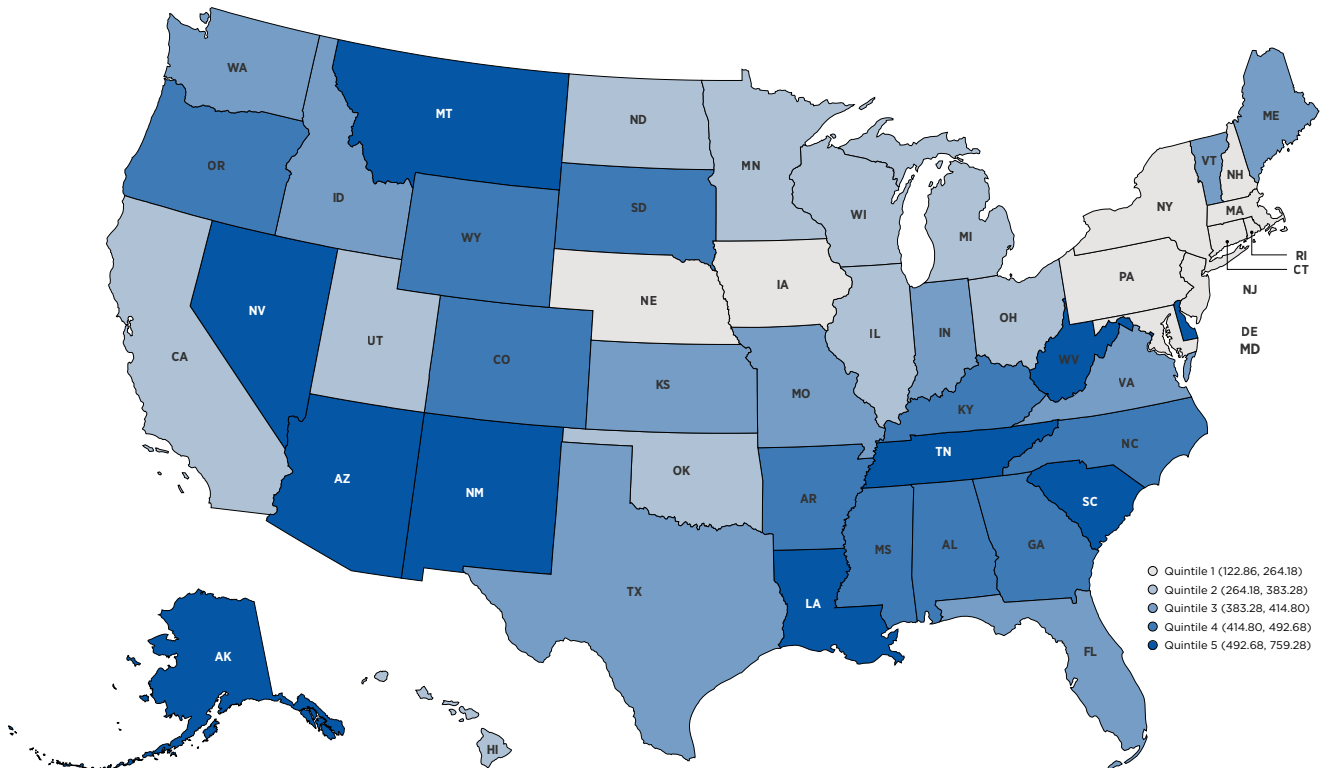 WA
MT
ND
MN
ME
VT
NH
OR
ID
SD
WI
MI
NY
MA
WY
RI
CT
NE
IA
PA
NJ
NV
UT
CO
IL
IN
OH
DE
MD
CA
KS
MO
WV
VA
KY
AZ
NM
OK
AR
TN
NC
SC
MS
AL
GA
TX
LA
FL
AK
HI
Quintile 1 (122.86, 264.18)
Quintile 2 (264.18, 383.28)
Quintile 3 (383.28, 414.80)
Quintile 4 (414.80, 492.68)
Quintile 5 (492.68, 759.28)